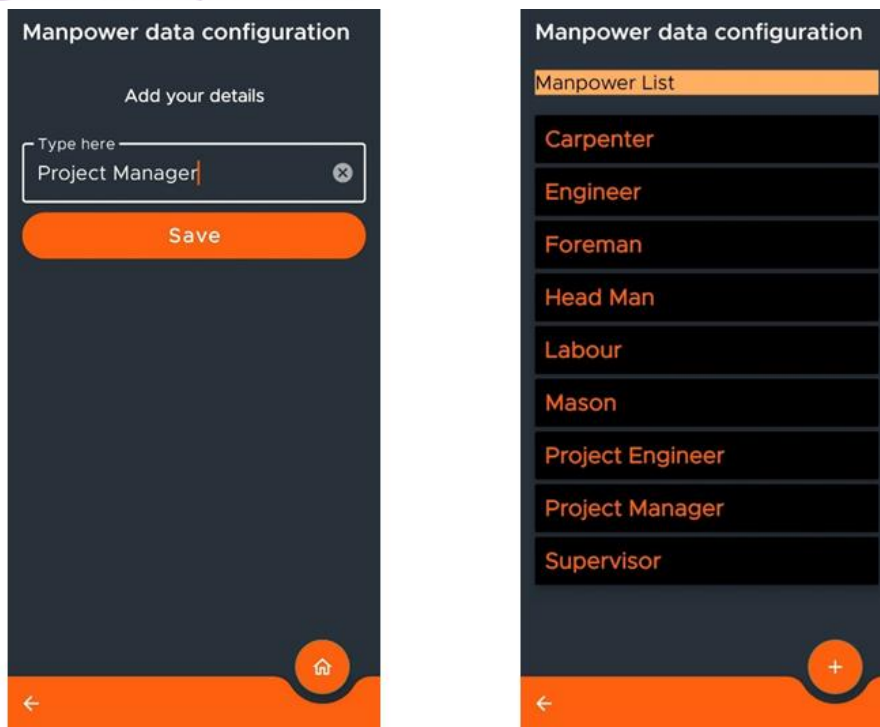 Manpower data configuration
Add your details
Type here
Project Manager
Save
Manpower data configuration
Manpower List
Carpenter
Engineer
Foreman
Head Man
Labour
Mason
Project Engineer
Project Manager
Supervisor